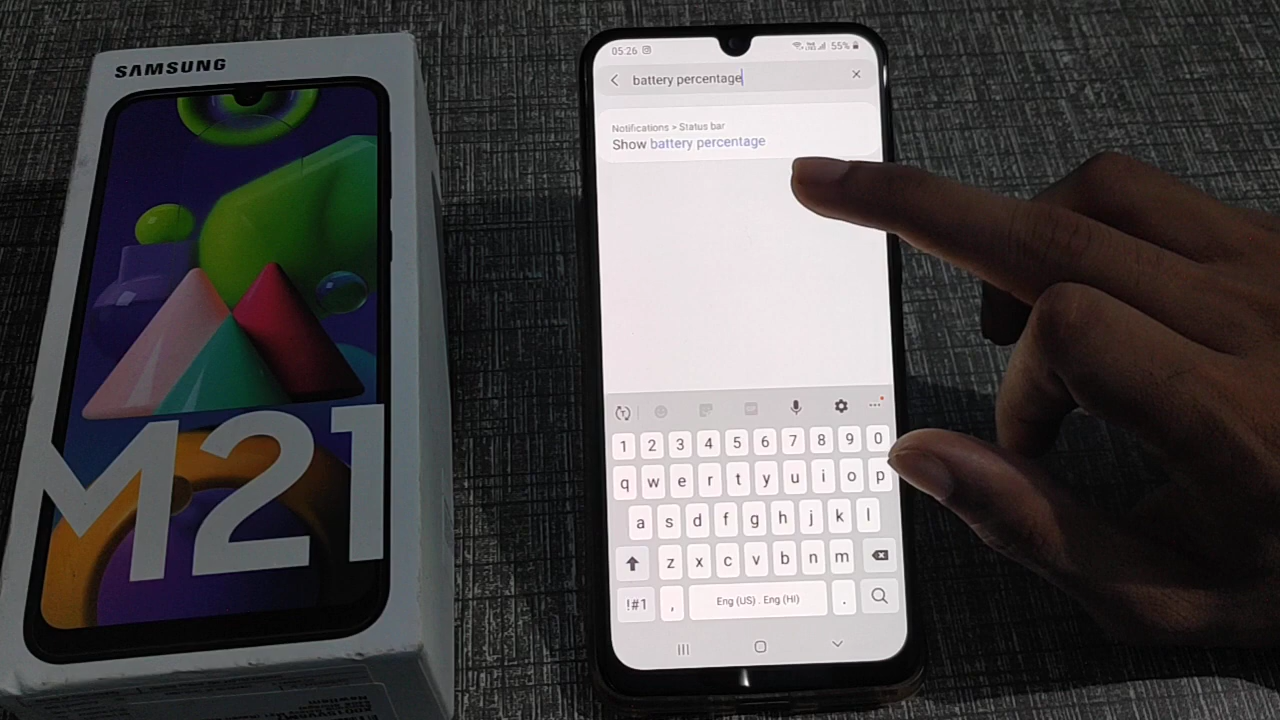 SAMSUNG
M21
05:26
55%
battery percentage
Notifications > Status bar
Show battery percentage
1 2 3 4 5 6 7 8 9 0
q w e r t y u i o p
a s d f g h j k l
z x c v b n m
!#1 , Eng (US) . Eng (HI) .